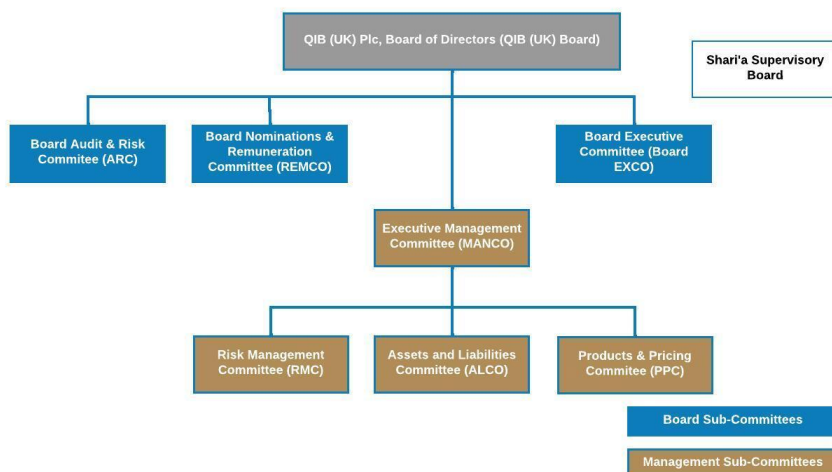 QIB (UK) Plc, Board of Directors (QIB (UK) Board)
Shari'a Supervisory
Board
Board Audit & Risk
Commitee (ARC)
Board Nominations &
Remuneration
Committee (REMCO)
Board Executive
Committee (Board
EXCO)
Executive Management
Committee (MANCO)
Risk Management
Committee (RMC)
Assets and Liabilities
Committee (ALCO)
Products & Pricing
Commitee (PPC)
Board Sub-Committees
Management Sub-Committees